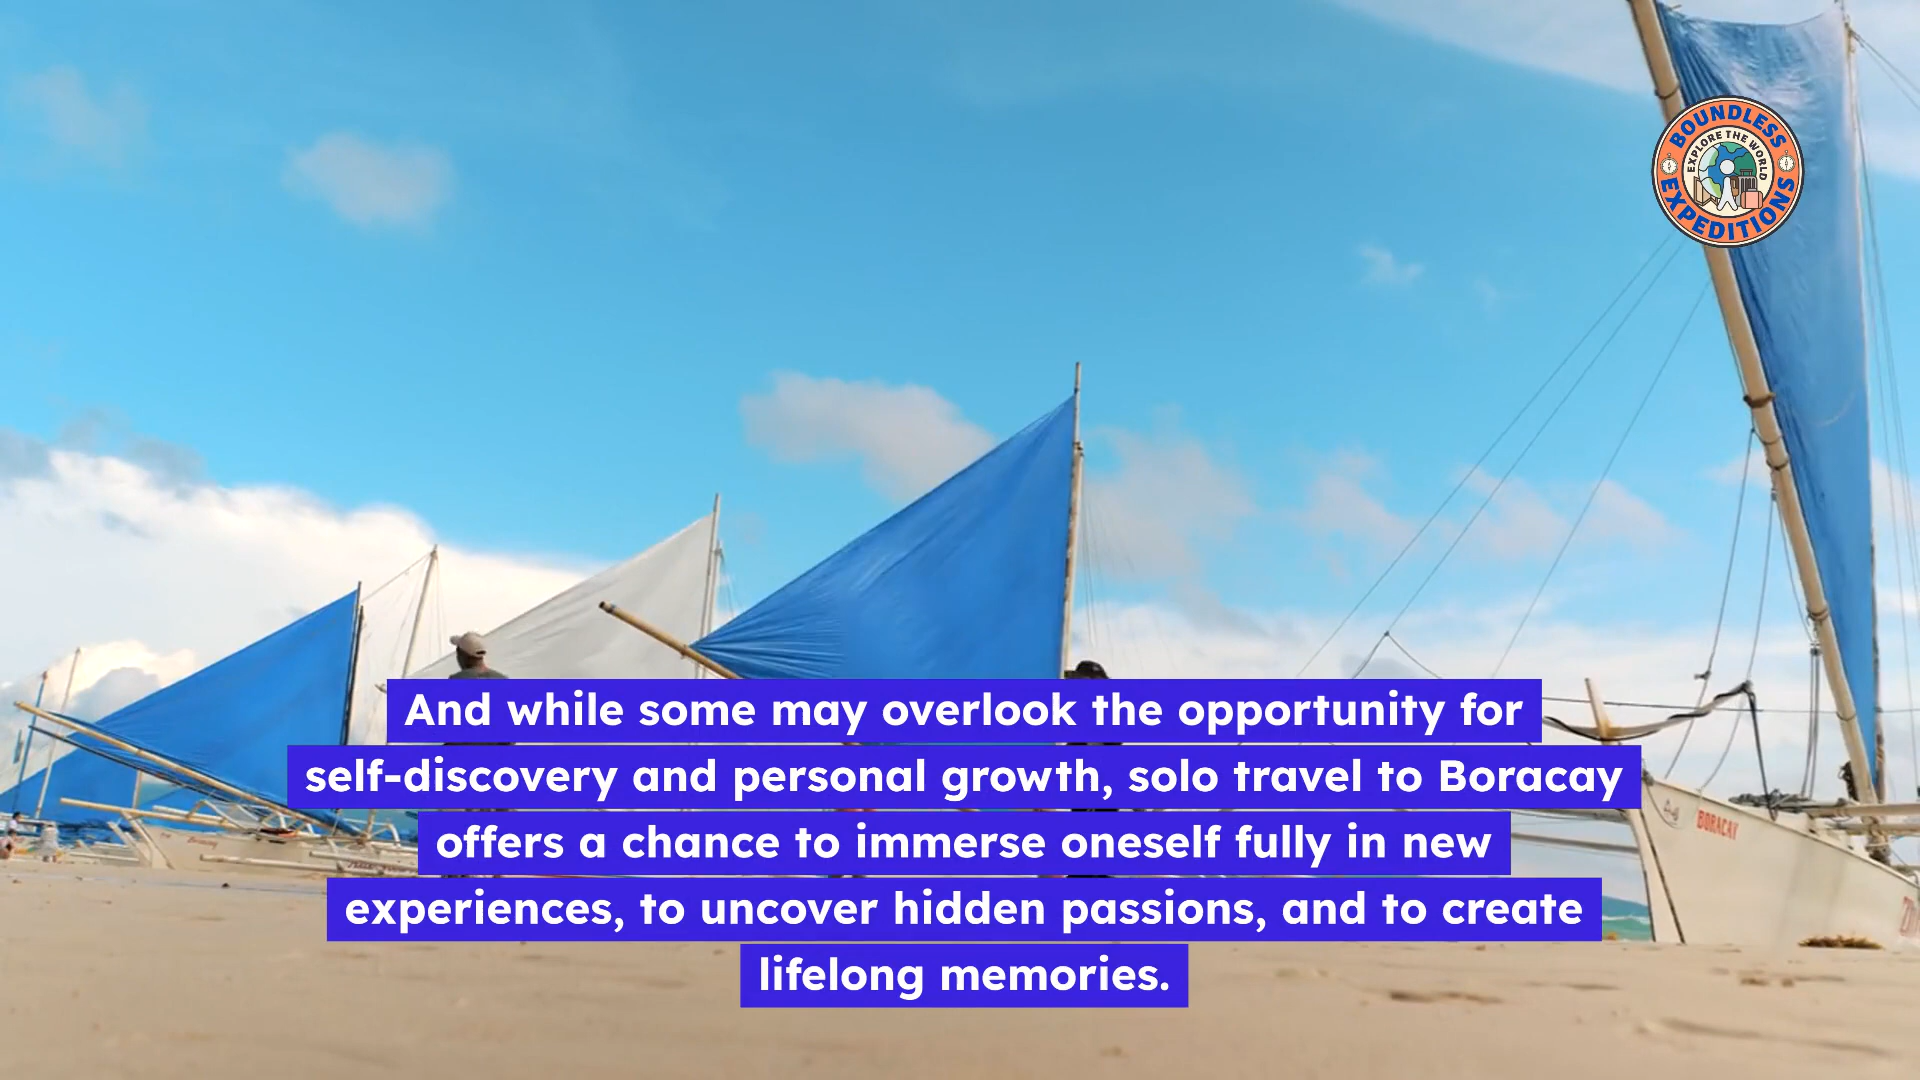 BOUNDLESS
EXPLORE THE WORLD
EXPEDITIONS
And while some may overlook the opportunity for
self-discovery and personal growth, solo travel to Boracay
offers a chance to immerse oneself fully in new
experiences, to uncover hidden passions, and to create
lifelong memories.
BORACAY